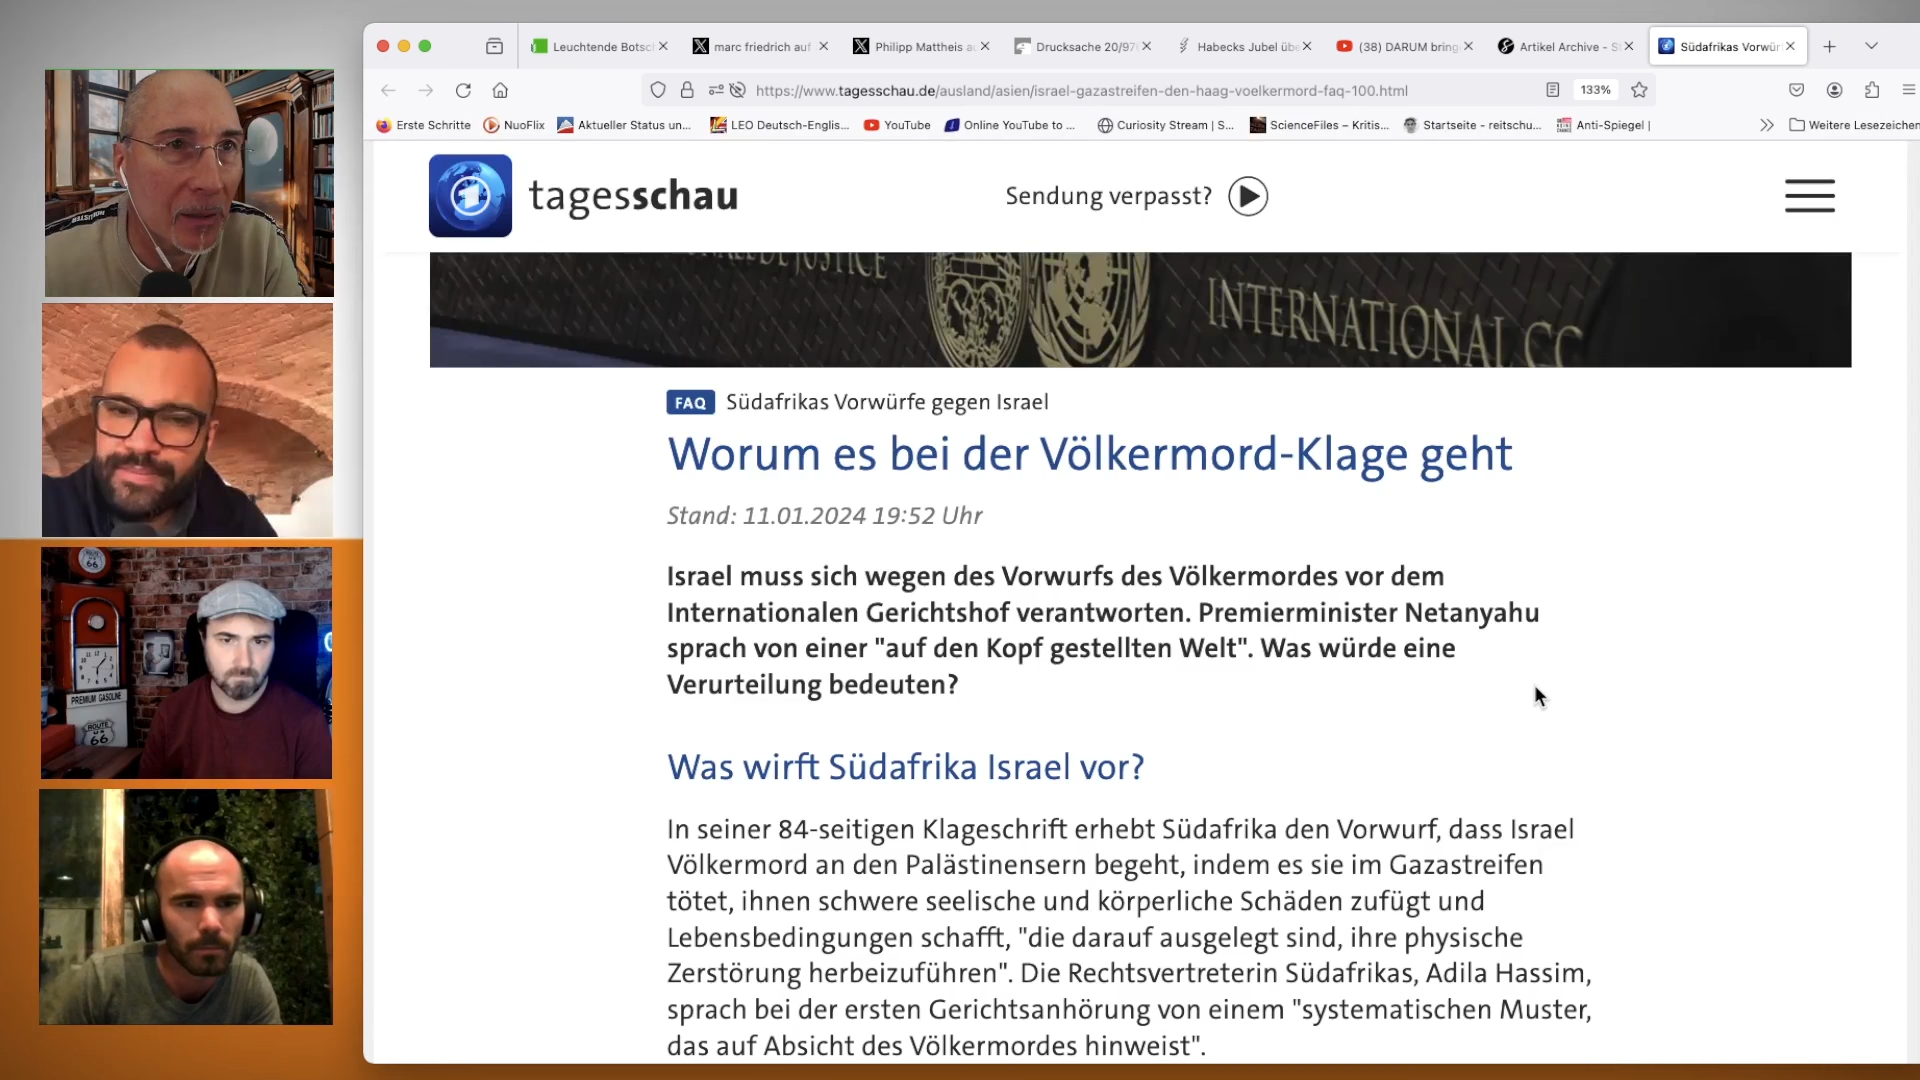 Leuchtende Botsc
marc friedrich auf
Philipp Mattheis au
Drucksache 20/97
Habecks Jubel übe
(38) DARUM bring
Artikel Archive - S
Südafrikas Vorwür
https://www.tagesschau.de/ausland/asien/israel-gazastreifen-den-haag-voelkermord-faq-100.html
133%
Erste Schritte
NuoFlix
Aktueller Status un...
LEO Deutsch-Englis...
YouTube
Online YouTube to ...
Curiosity Stream | S...
ScienceFiles – Kritis...
Startseite - reitschu...
Anti-Spiegel |
Weitere Lesezeichen
tagesschau
Sendung verpasst?
DE JUSTICE
INTERNATIONAL
FAQ Südafrikas Vorwürfe gegen Israel
Worum es bei der Völkermord-Klage geht
Stand: 11.01.2024 19:52 Uhr
Israel muss sich wegen des Vorwurfs des Völkermordes vor dem
Internationalen Gerichtshof verantworten. Premierminister Netanyahu
sprach von einer "auf den Kopf gestellten Welt". Was würde eine
Verurteilung bedeuten?
Was wirft Südafrika Israel vor?
In seiner 84-seitigen Klageschrift erhebt Südafrika den Vorwurf, dass Israel
Völkermord an den Palästinensern begeht, indem es sie im Gazastreifen
tötet, ihnen schwere seelische und körperliche Schäden zufügt und
Lebensbedingungen schafft, "die darauf ausgelegt sind, ihre physische
Zerstörung herbeizuführen". Die Rechtsvertreterin Südafrikas, Adila Hassim,
sprach bei der ersten Gerichtsanhörung von einem "systematischen Muster,
das auf Absicht des Völkermordes hinweist".
PREMIUM GASOLINE
ROUTE
66